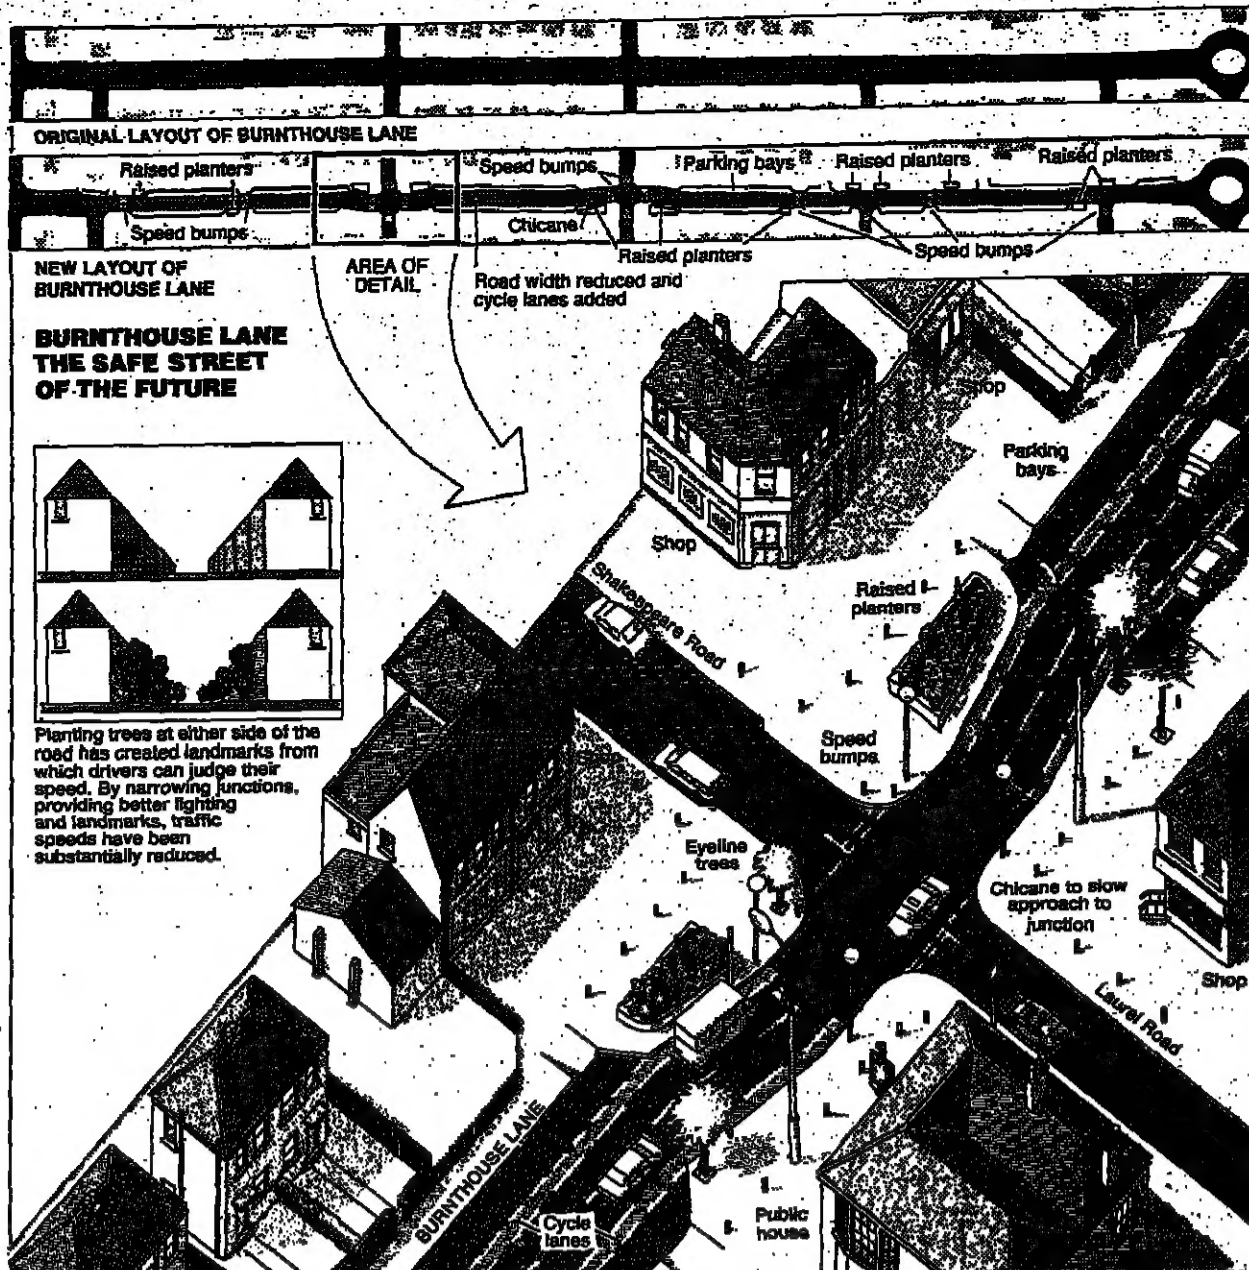 ORIGINAL LAYOUT OF BURNTHOUSE LANE
Raised planters
Speed bumps
Parking bays
Raised planters
Raised planters
Speed bumps
Chicane
Raised planters
Speed bumps
NEW LAYOUT OF
BURNTHOUSE LANE
AREA OF
DETAIL
Road width reduced and
cycle lanes added
BURNTHOUSE LANE
THE SAFE STREET
OF THE FUTURE
Planting trees at either side of the
road has created landmarks from
which drivers can judge their
speed. By narrowing junctions,
providing better lighting
and landmarks, traffic
speeds have been
substantially reduced.
Shop
Parking
bays
Shop
Shakespeare Road
Raised
planters
Speed
bumps
Eyeline
trees
Chicane to slow
approach to
junction
Shop
Laurel Road
BURNTHOUSE LANE
Cycle
lanes
Public
house